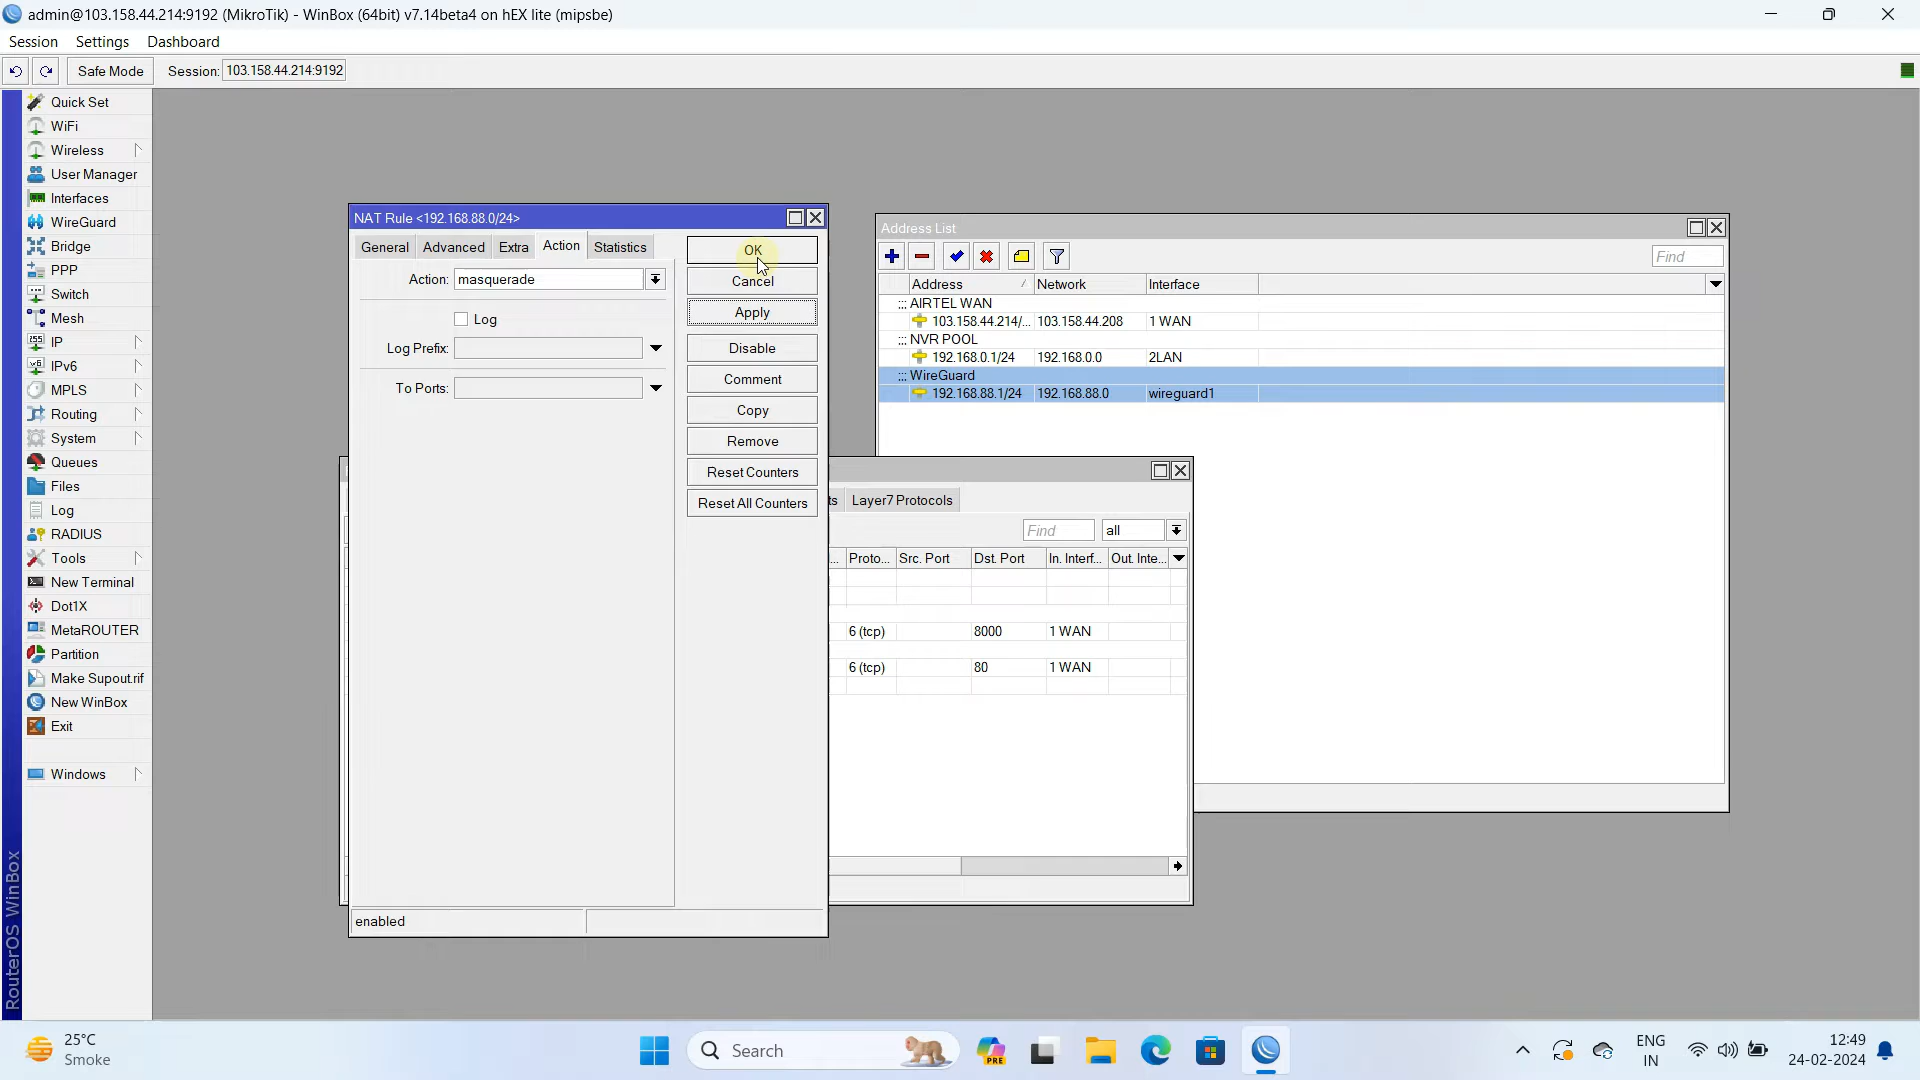 admin@103.158.44.214:9192 (MikroTik) - WinBox (64bit) v7.14beta4 on hEX lite (mipsbe)
Session Settings Dashboard
Safe Mode Session: 103.158.44.214:9192
Quick Set
WiFi
Wireless
User Manager
Interfaces
WireGuard
Bridge
PPP
Switch
Mesh
IP
IPv6
MPLS
Routing
System
Queues
Files
Log
RADIUS
Tools
New Terminal
Dot1X
MetaROUTER
Partition
Make Supout.rif
New WinBox
Exit
Windows
RouterOS WinBox
NAT Rule <192.168.88.0/24>
General Advanced Extra Action Statistics
Action: masquerade
Log
Log Prefix:
To Ports:
OK
Cancel
Apply
Disable
Comment
Copy
Remove
Reset Counters
Reset All Counters
enabled
Address List
Find
Address Network Interface
::: AIRTEL WAN
103.158.44.214/... 103.158.44.208 1 WAN
::: NVR POOL
192.168.0.1/24 192.168.0.0 2LAN
::: WireGuard
192.168.88.1/24 192.168.88.0 wireguard1
ts Layer7 Protocols
Find all
... Proto... Src. Port Dst. Port In. Interf... Out. Inte...
6 (tcp) 8000 1 WAN
6 (tcp) 80 1 WAN
25°C
Smoke
Search
PRE
ENG
IN
12:49
24-02-2024